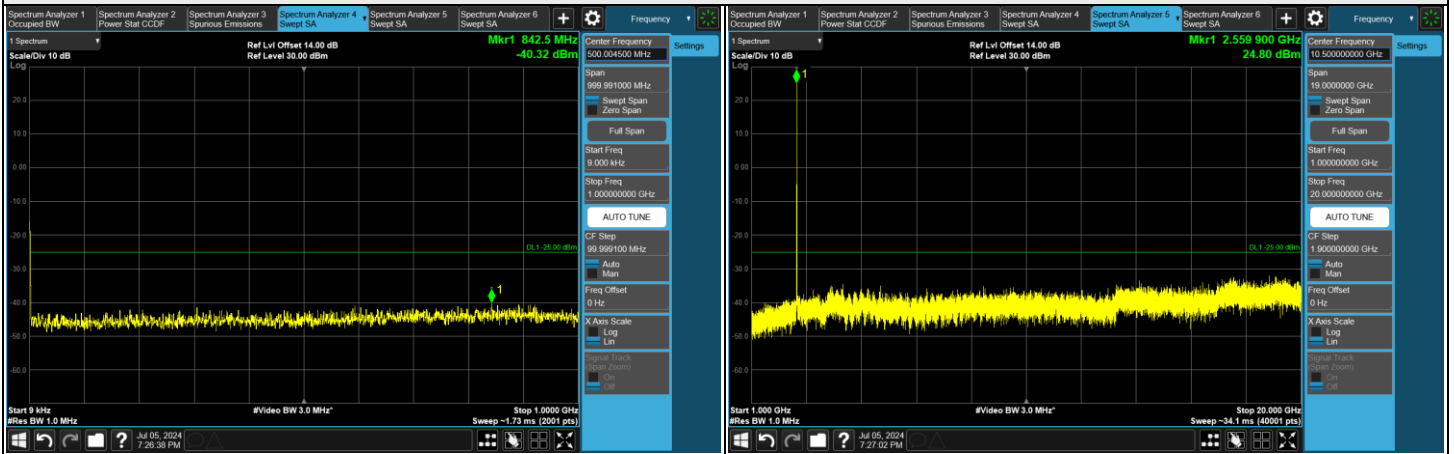 Spectrum Analyzer 1 Spectrum Analyzer 2 Spectrum Analyzer 3 Spectrum Analyzer 4 Spectrum Analyzer 5 Spectrum Analyzer 6
Occupied BW Power Stat CCDF Spurious Emissions Swept SA Swept SA Swept SA
Frequency
1 Spectrum
Scale/Div 10 dB
Log
Ref Lvl Offset 14.00 dB
Ref Level 30.00 dBm
Mkr1 842.5 MHz
-40.32 dBm
20.0
10.0
0.00
-10.0
-20.0
-30.0
-40.0
-50.0
-60.0
DL1 -25.00 dBm
1
Start 9 kHz
#Res BW 1.0 MHz
#Video BW 3.0 MHz*
Stop 1.0000 GHz
Sweep ~1.73 ms (2001 pts)
Center Frequency
500.004500 MHz
Settings
Span
999.991000 MHz
Swept Span
Zero Span
Full Span
Start Freq
9.000 kHz
Stop Freq
1.000000000 GHz
AUTO TUNE
CF Step
99.999100 MHz
Auto
Man
Freq Offset
0 Hz
X Axis Scale
Log
Lin
Signal Track
(Span Zoom)
On
Off
?
Jul 05, 2024
7:26:38 PM
Spectrum Analyzer 1 Spectrum Analyzer 2 Spectrum Analyzer 3 Spectrum Analyzer 4 Spectrum Analyzer 5 Spectrum Analyzer 6
Occupied BW Power Stat CCDF Spurious Emissions Swept SA Swept SA Swept SA
Frequency
1 Spectrum
Scale/Div 10 dB
Log
Ref Lvl Offset 14.00 dB
Ref Level 30.00 dBm
Mkr1 2.559 900 GHz
24.80 dBm
1
20.0
10.0
0.00
-10.0
-20.0
-30.0
-40.0
-50.0
-60.0
DL1 -25.00 dBm
Start 1.000 GHz
#Res BW 1.0 MHz
#Video BW 3.0 MHz*
Stop 20.000 GHz
Sweep ~34.1 ms (40001 pts)
Center Frequency
10.500000000 GHz
Settings
Span
19.0000000 GHz
Swept Span
Zero Span
Full Span
Start Freq
1.000000000 GHz
Stop Freq
20.000000000 GHz
AUTO TUNE
CF Step
1.900000000 GHz
Auto
Man
Freq Offset
0 Hz
X Axis Scale
Log
Lin
Signal Track
(Span Zoom)
On
Off
?
Jul 05, 2024
7:27:02 PM